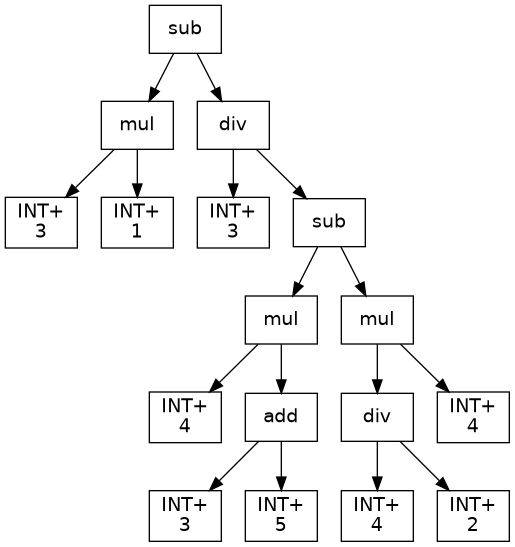 sub
mul
div
INT+
3
INT+
1
INT+
3
sub
mul
mul
INT+
4
add
div
INT+
4
INT+
3
INT+
5
INT+
4
INT+
2